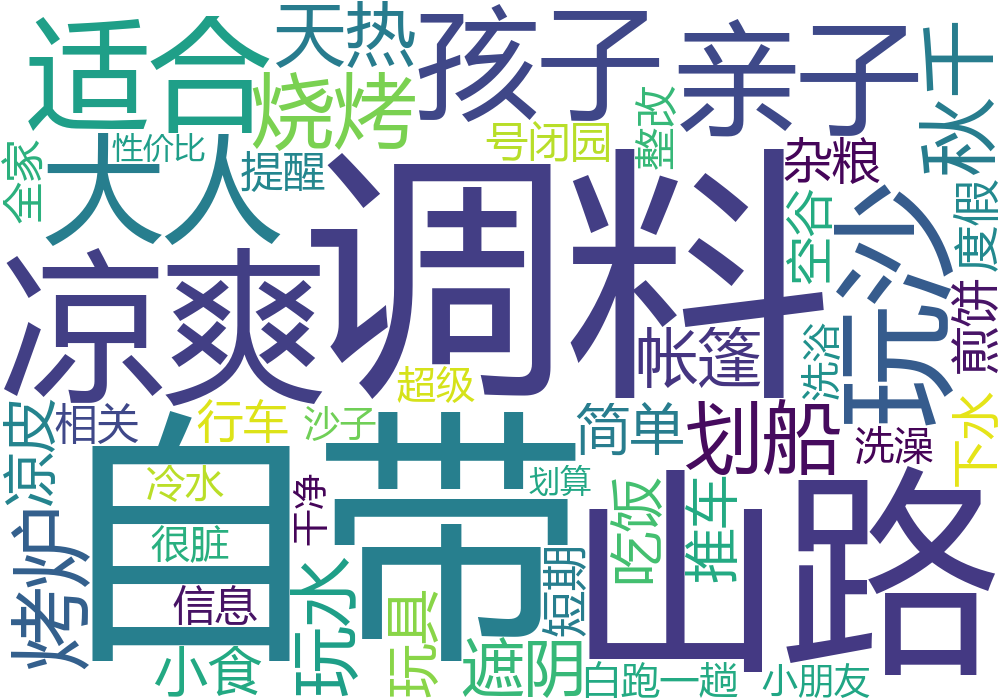 适合
天热
孩子
亲子
秋千
烧烤
号闭园
整改
性价比
全家
大人
提醒
调料
杂粮
空谷
玩沙
度假
凉爽
帐篷
洗浴
煎饼
超级
凉皮
相关
行车
沙子
简单
划船
洗澡
下水
自带
山路
冷水
干净
划算
很脏
吃饭
推车
烤炉
信息
玩水
玩具
短期
小食
遮阴
白跑一趟
小朋友